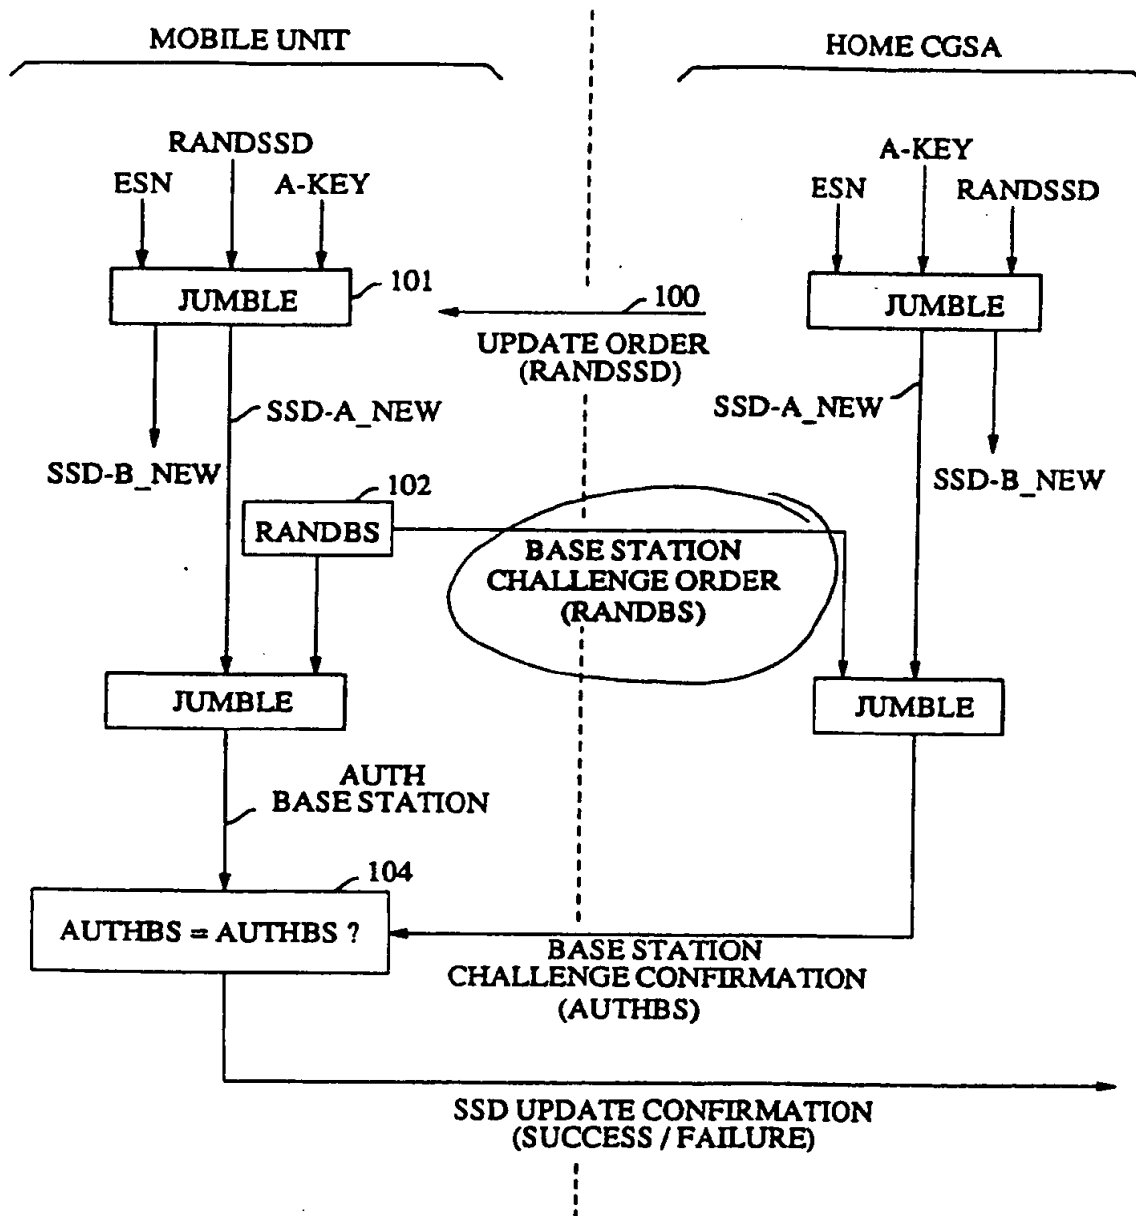 MOBILE UNIT
HOME CGSA
RANDSSD
ESN
A-KEY
A-KEY
ESN
RANDSSD
JUMBLE
101
100
JUMBLE
UPDATE ORDER
(RANDSSD)
SSD-A_NEW
SSD-A_NEW
SSD-B_NEW
SSD-B_NEW
102
RANDBS
BASE STATION
CHALLENGE ORDER
(RANDBS)
JUMBLE
JUMBLE
AUTH
BASE STATION
104
AUTHBS = AUTHBS ?
BASE STATION
CHALLENGE CONFIRMATION
(AUTHBS)
SSD UPDATE CONFIRMATION
(SUCCESS / FAILURE)